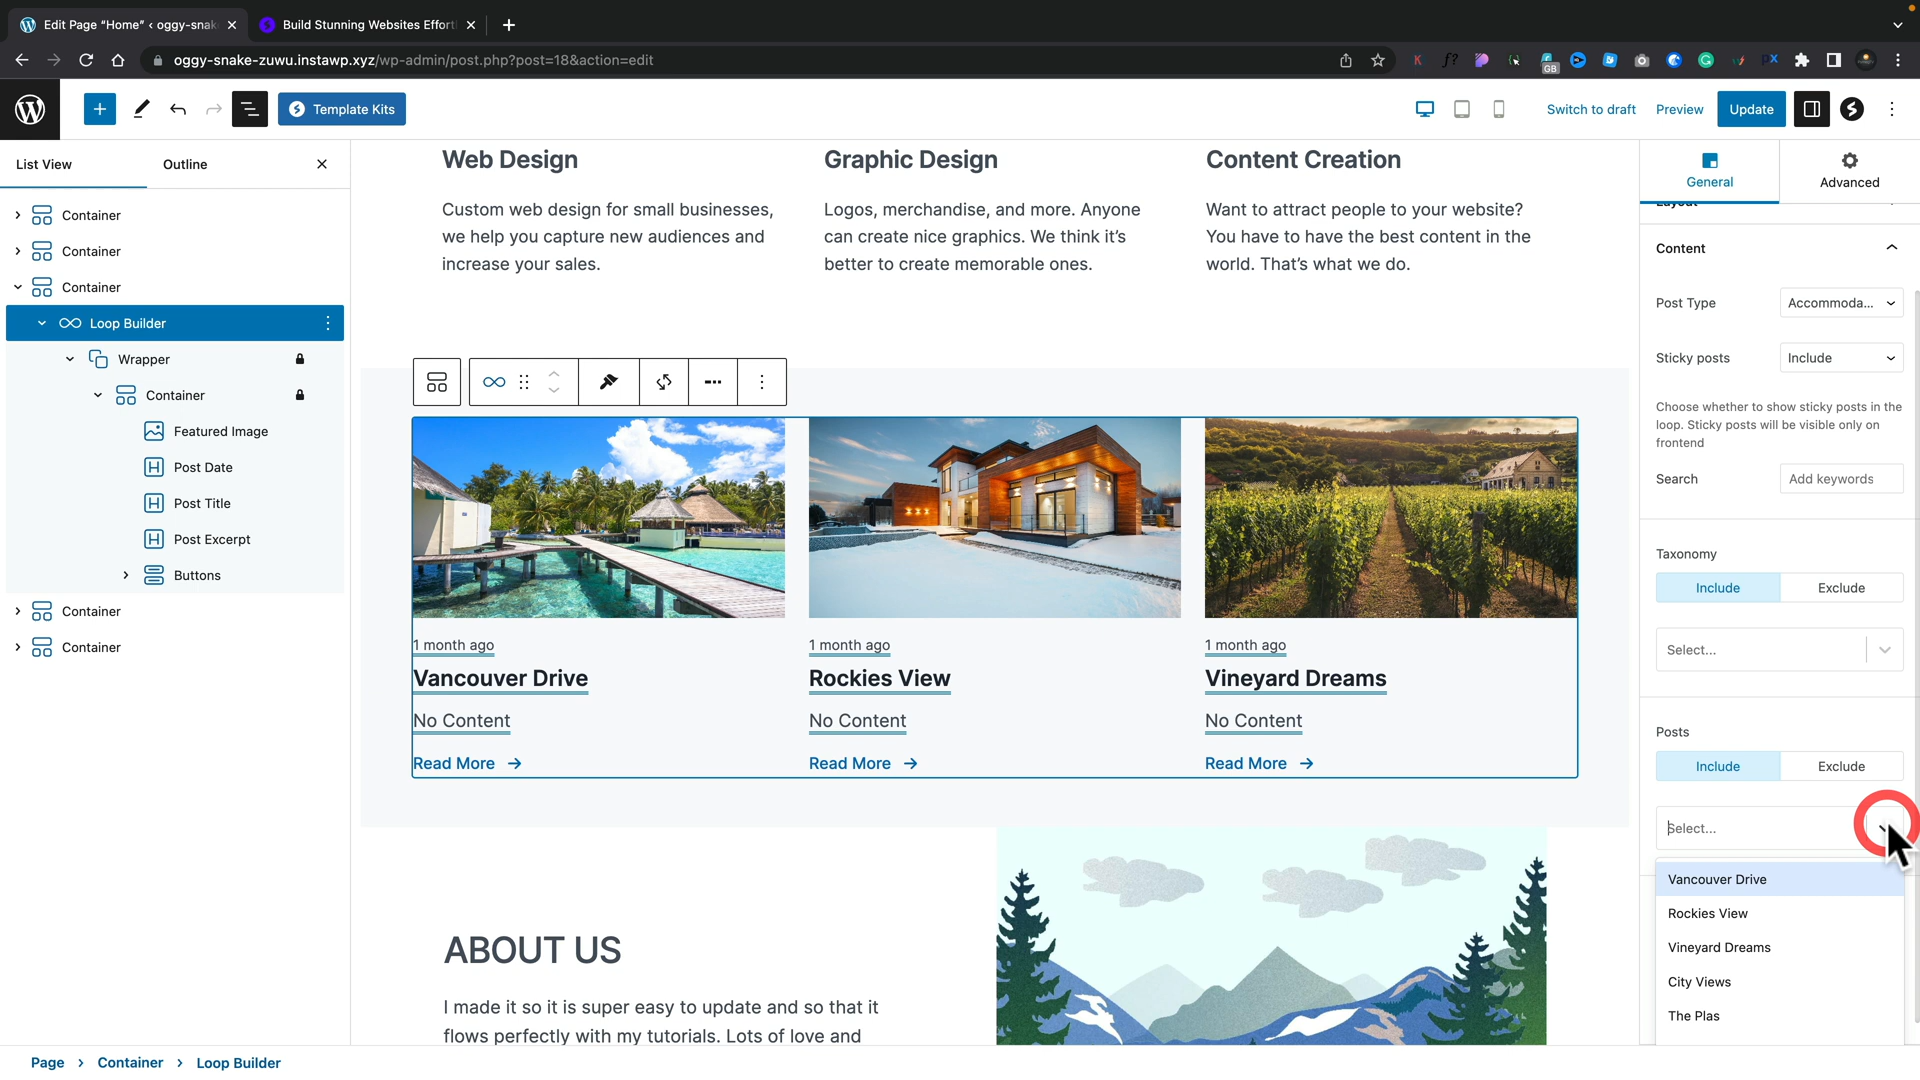 Edit Page "Home" ‹ oggy-snak
Build Stunning Websites Effort
oggy-snake-zuwu.instawp.xyz/wp-admin/post.php?post=18&action=edit
GB
Template Kits
Switch to draft
Preview
Update
List View
Outline
Container
Container
Container
Loop Builder
Wrapper
Container
Featured Image
Post Date
Post Title
Post Excerpt
Buttons
Container
Container
Web Design
Custom web design for small businesses,
we help you capture new audiences and
increase your sales.
Graphic Design
Logos, merchandise, and more. Anyone
can create nice graphics. We think it's
better to create memorable ones.
Content Creation
Want to attract people to your website?
You have to have the best content in the
world. That's what we do.
1 month ago
Vancouver Drive
No Content
Read More
1 month ago
Rockies View
No Content
Read More
1 month ago
Vineyard Dreams
No Content
Read More
ABOUT US
I made it so it is super easy to update and so that it
flows perfectly with my tutorials. Lots of love and
General
Advanced
Layout
Content
Post Type
Accommoda...
Sticky posts
Include
Choose whether to show sticky posts in the
loop. Sticky posts will be visible only on
frontend
Search
Add keywords
Taxonomy
Include
Exclude
Select...
Posts
Include
Exclude
Select...
Vancouver Drive
Rockies View
Vineyard Dreams
City Views
The Plas
Page
Container
Loop Builder